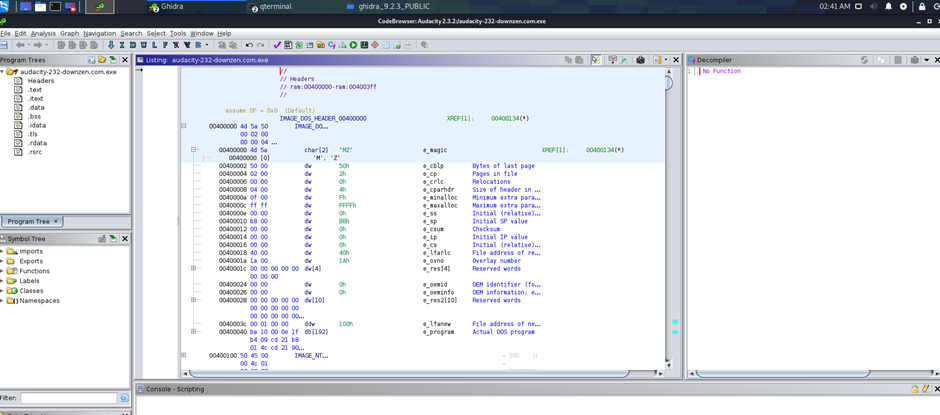 Ghidra
qterminal
ghidra_9.2.3_PUBLIC
02:41 AM
CodeBrowser: Audacity 2.3.2:/audacity-232-downzen.com.exe
File Edit Analysis Graph Navigation Search Select Tools Window Help
I D U L F R V B
Program Trees
audacity-232-downzen.com.exe
Headers
.text
.itext
.data
.bss
.idata
.tls
.rdata
.rsrc
Program Tree ×
Symbol Tree
Imports
Exports
Functions
Labels
Classes
Namespaces
Filter:
Listing: audacity-232-downzen.com.exe
//
// Headers
// ram:00400000-ram:004003ff
//
assume DF = 0x0 (Default)
IMAGE_DOS_HEADER_00400000 XREF[1]: 00400134(*)
00400000 4d 5a 50 IMAGE_DO...
00 02 00
00 00 04 ...
00400000 4d 5a char[2] "MZ" e_magic XREF[1]: 00400134(*)
00400000 [0] 'M', 'Z'
00400002 50 00 dw 50h e_cblp Bytes of last page
00400004 02 00 dw 2h e_cp Pages in file
00400006 00 00 dw 0h e_crlc Relocations
00400008 04 00 dw 4h e_cparhdr Size of header in ...
0040000a 0f 00 dw Fh e_minalloc Minimum extra para...
0040000c ff ff dw FFFFh e_maxalloc Maximum extra para...
0040000e 00 00 dw 0h e_ss Initial (relative)...
00400010 b8 00 dw B8h e_sp Initial SP value
00400012 00 00 dw 0h e_csum Checksum
00400014 00 00 dw 0h e_ip Initial IP value
00400016 00 00 dw 0h e_cs Initial (relative)...
00400018 40 00 dw 40h e_lfarlc File address of re...
0040001a 1a 00 dw 1Ah e_ovno Overlay number
0040001c 00 00 00 00 00 dw[4] e_res[4] Reserved words
00 00 00
00400024 00 00 dw 0h e_oemid OEM identifier (fo...
00400026 00 00 dw 0h e_oeminfo OEM information; e...
00400028 00 00 00 00 00 dw[10] e_res2[10] Reserved words
00 00 00 00 00
00 00 00 00 00...
0040003c 00 01 00 00 ddw 100h e_lfanew File address of ne...
00400040 ba 10 00 0e 1f db[192] e_program Actual DOS program
b4 09 cd 21 b8
01 4c cd 21 90...
00400100 50 45 00 IMAGE_NT...
00 4c 01
Decompiler
1 No Function
Console - Scripting